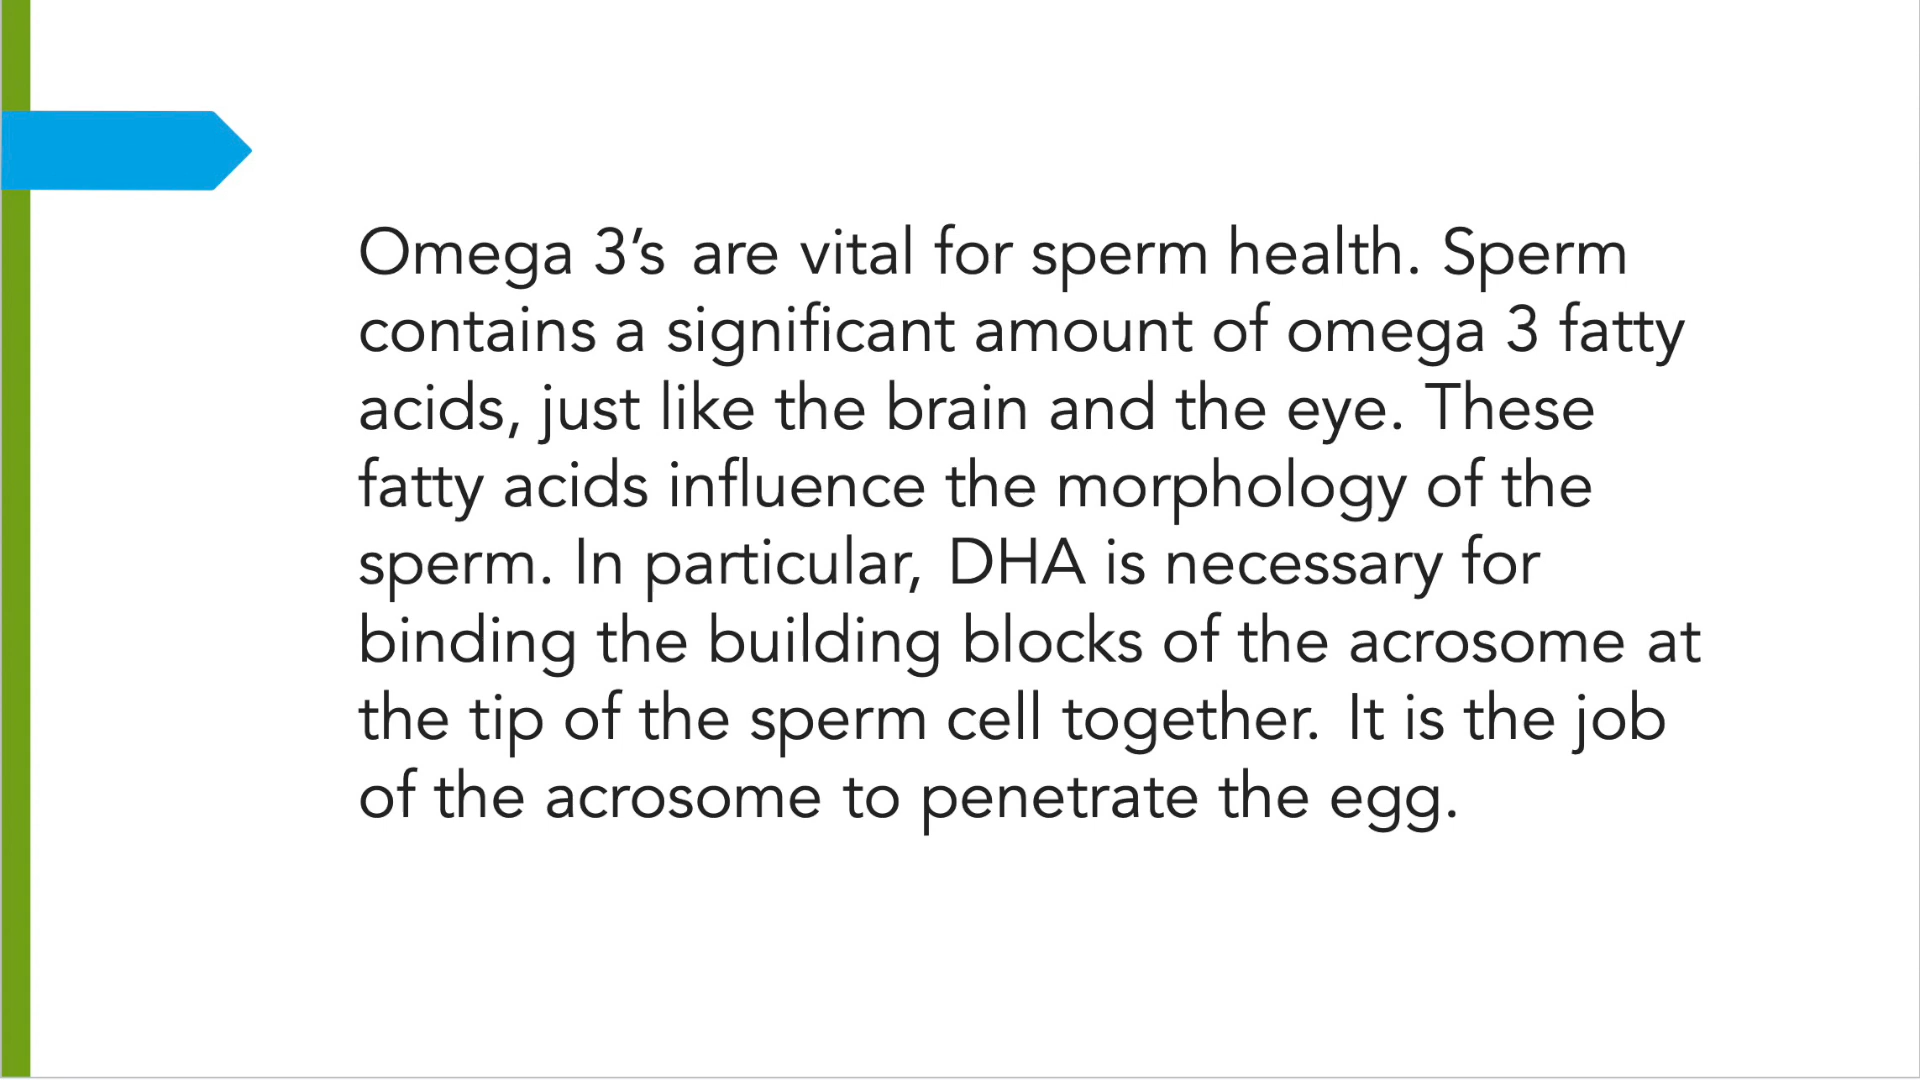 Omega 3’s are vital for sperm health. Sperm
contains a significant amount of omega 3 fatty
acids, just like the brain and the eye. These
fatty acids influence the morphology of the
sperm. In particular, DHA is necessary for
binding the building blocks of the acrosome at
the tip of the sperm cell together. It is the job
of the acrosome to penetrate the egg.